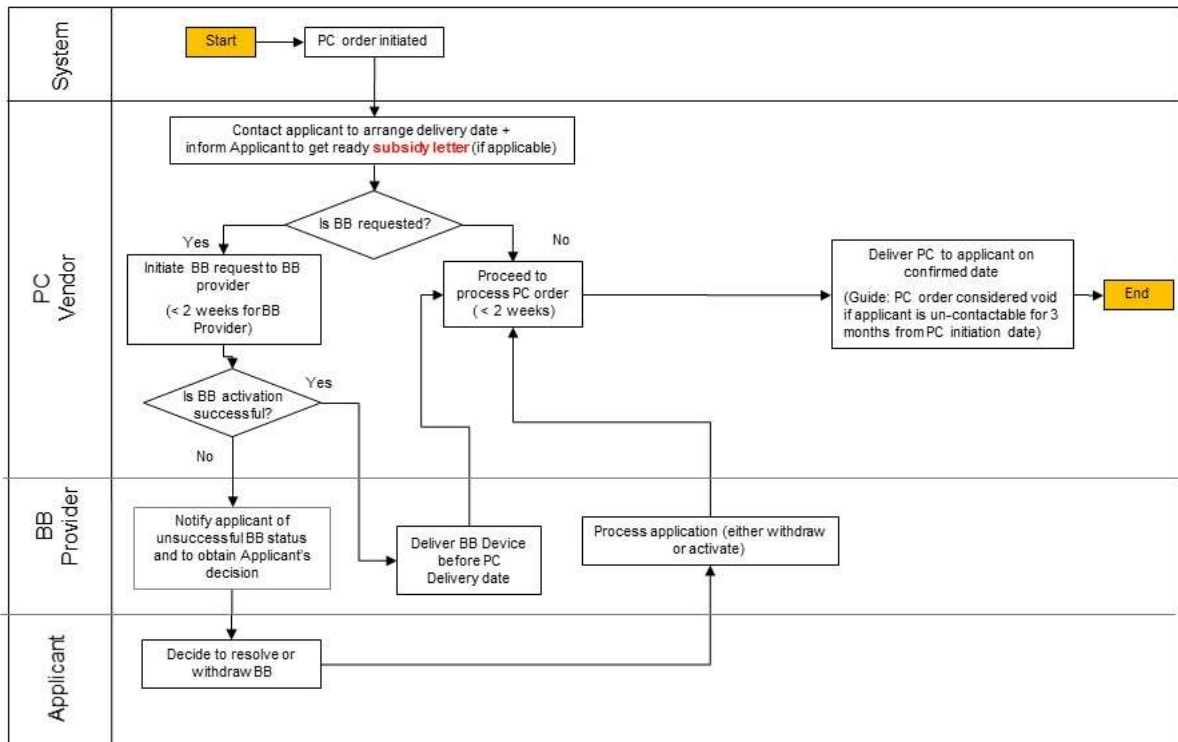 System
Start
PC order initiated
PC
Vendor
Contact applicant to arrange delivery date +
inform Applicant to get ready subsidy letter (if applicable)
Is BB requested?
Yes
No
Initiate BB request to BB
provider
(< 2 weeks for BB
Provider)
Proceed to
process PC order
(< 2 weeks)
Deliver PC to applicant on
confirmed date
(Guide: PC order considered void
if applicant is un-contactable for 3
months from PC initiation date)
End
Is BB activation
successful?
Yes
No
BB
Provider
Notify applicant of
unsuccessful BB status
and to obtain Applicant's
decision
Deliver BB Device
before PC
Delivery date
Process application (either withdraw
or activate)
Applicant
Decide to resolve or
withdraw BB